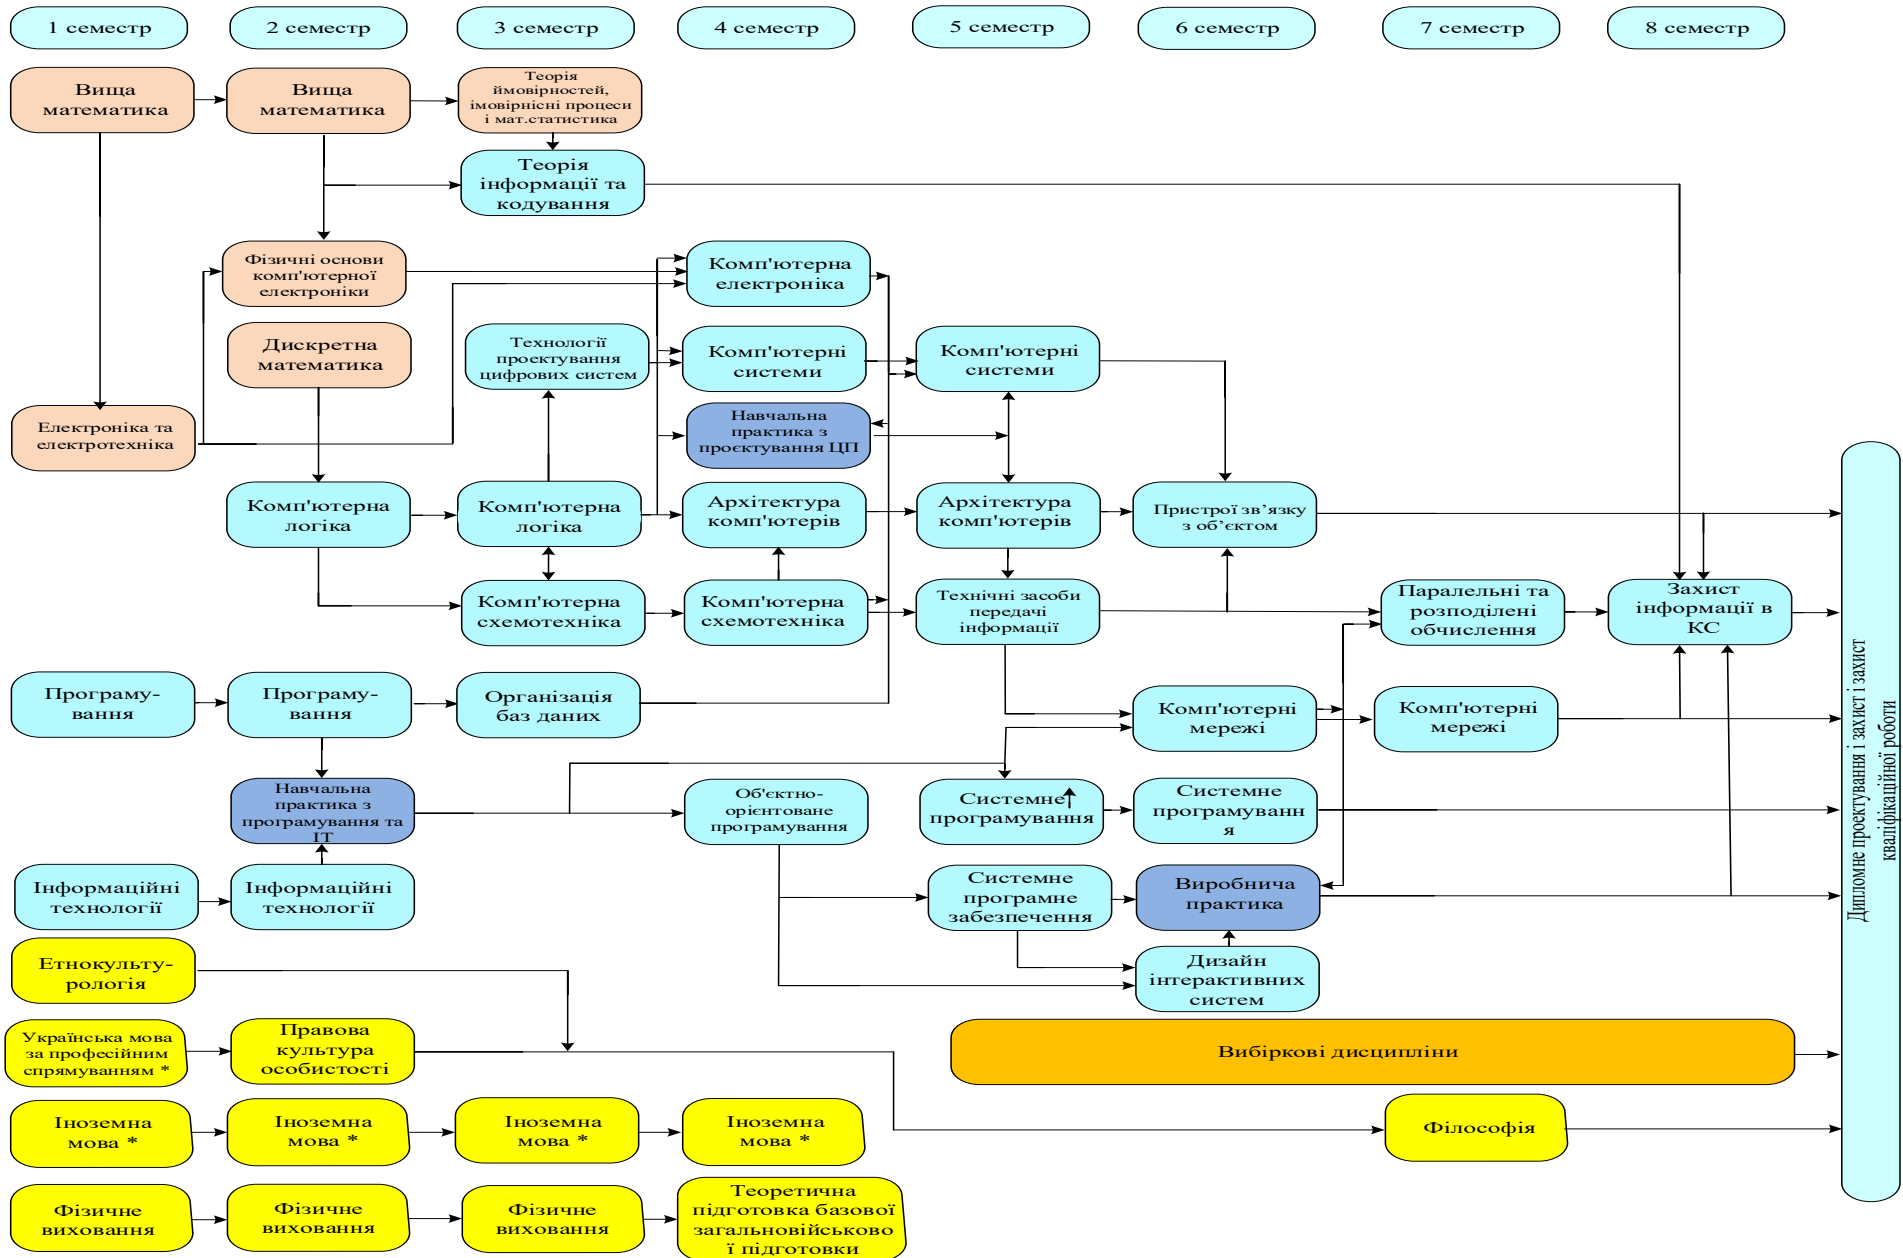 1 семестр
2 семестр
3 семестр
4 семестр
5 семестр
6 семестр
7 семестр
8 семестр
Вища
математика
Вища
математика
Теорія
ймовірностей,
імовірнісні процеси
і мат.статистика
Теорія
інформації та
кодування
Фізичні основи
комп'ютерної
електроніки
Комп'ютерна
електроніка
Дискретна
математика
Технології
проектування
цифрових систем
Комп'ютерні
системи
Комп'ютерні
системи
Електроніка та
електротехніка
Навчальна
практика з
проєктування ЦП
Комп'ютерна
логіка
Комп'ютерна
логіка
Архітектура
комп'ютерів
Архітектура
комп'ютерів
Пристрої зв’язку
з об’єктом
Комп'ютерна
схемотехніка
Комп'ютерна
схемотехніка
Технічні засоби
передачі
інформації
Паралельні та
розподілені
обчислення
Захист
інформації в
КС
Програму-
вання
Програму-
вання
Організація
баз даних
Комп'ютерні
мережі
Комп'ютерні
мережі
Навчальна
практика з
програмування та
ІТ
Об'єктно-
орієнтоване
програмування
Системне
програмування
Системне
програмуванн
я
Інформаційні
технології
Інформаційні
технології
Системне
програмне
забезпечення
Виробнича
практика
Етнокульту-
рологія
Дизайн
інтерактивних
систем
Українська мова
за професійним
спрямуванням *
Правова
культура
особистості
Вибіркові дисципліни
Іноземна
мова *
Іноземна
мова *
Іноземна
мова *
Іноземна
мова *
Філософія
Фізичне
виховання
Фізичне
виховання
Фізичне
виховання
Теоретична
підготовка базової
загальновійськово
ї підготовки
Дипломне проектування і захист і захист
кваліфікаційної роботи